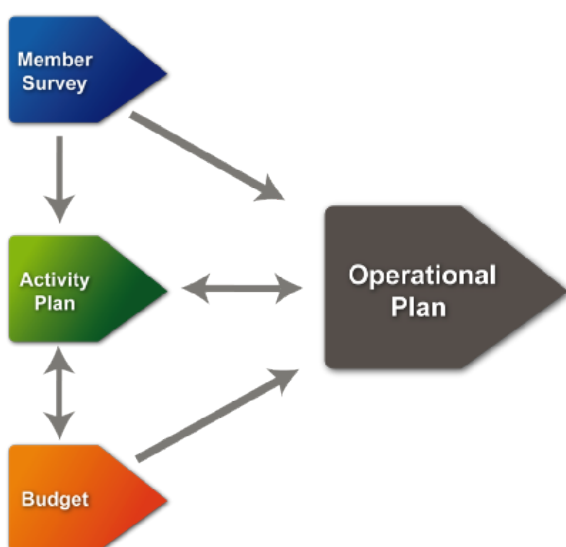 Member
Survey
Activity
Plan
Operational
Plan
Budget